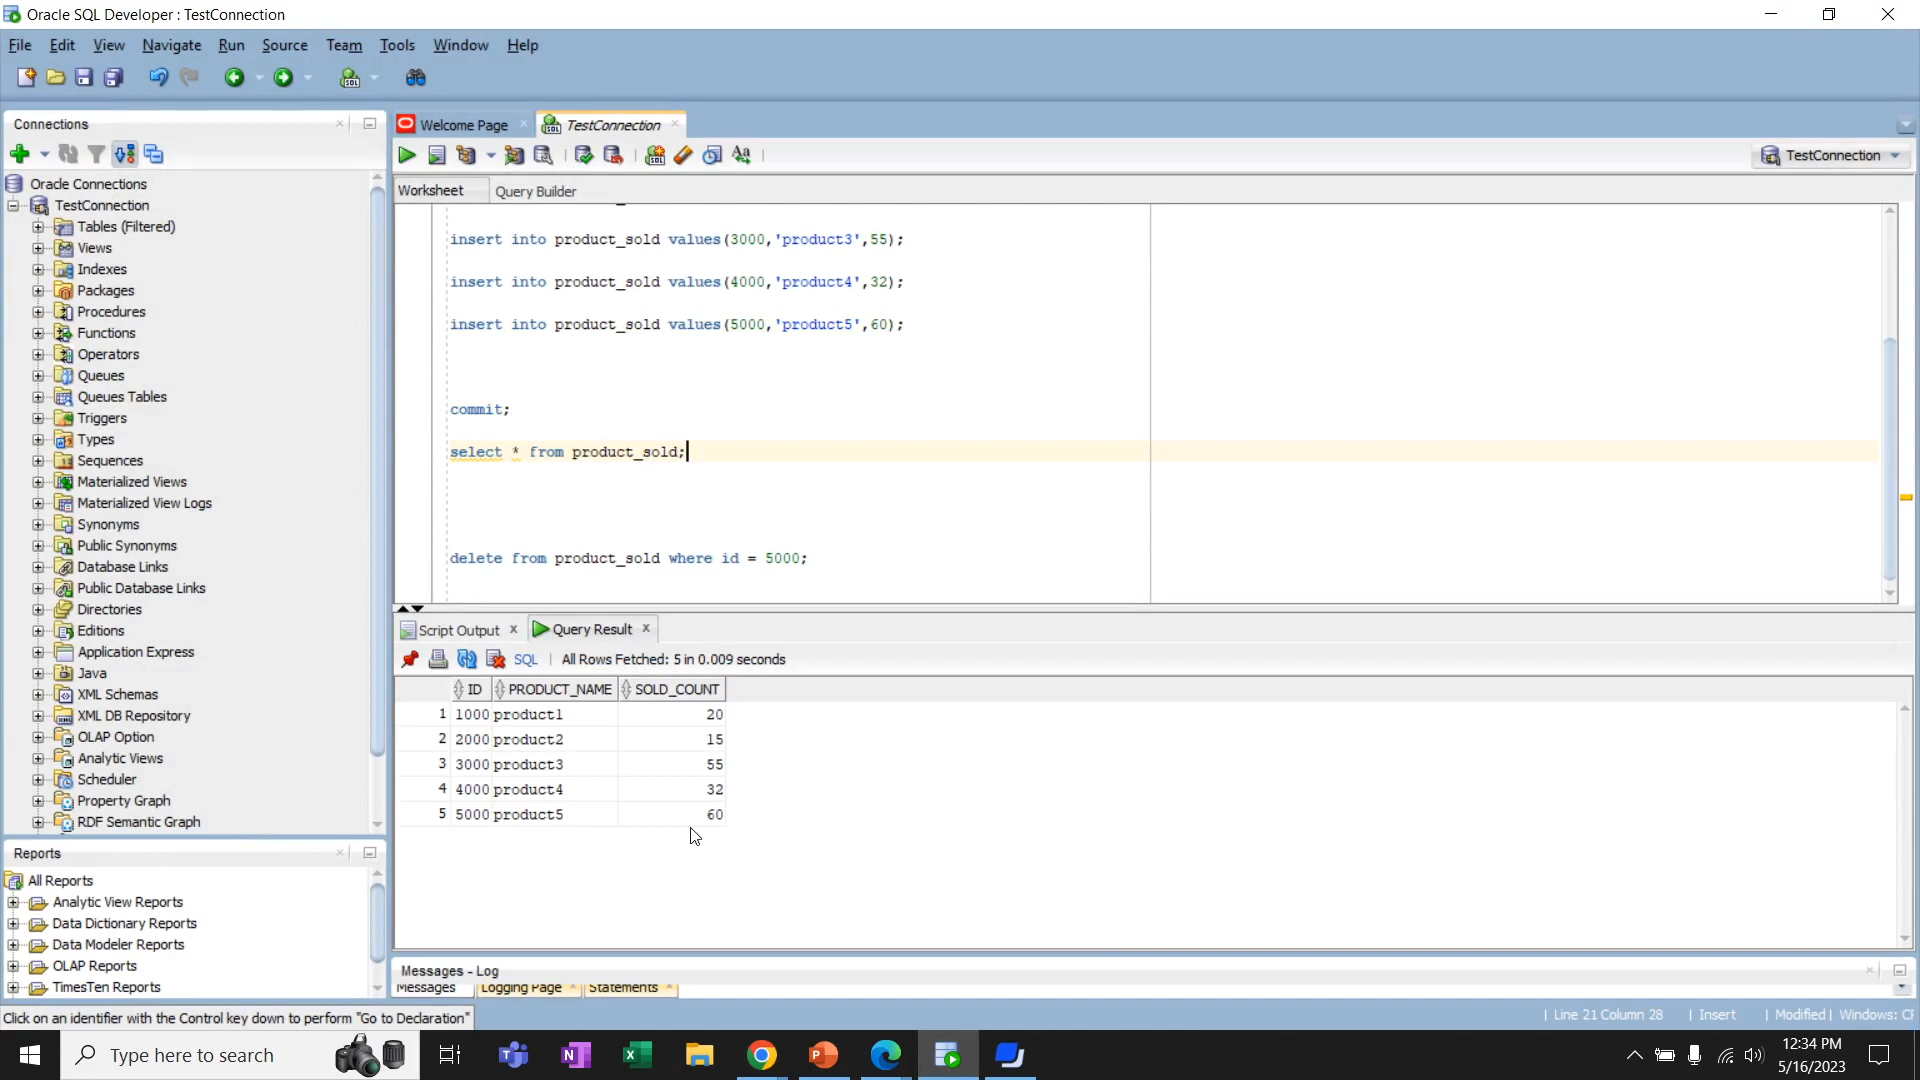 Oracle SQL Developer : TestConnection
File Edit View Navigate Run Source Team Tools Window Help
Connections
Oracle Connections
TestConnection
Tables (Filtered)
Views
Indexes
Packages
Procedures
Functions
Operators
Queues
Queues Tables
Triggers
Types
Sequences
Materialized Views
Materialized View Logs
Synonyms
Public Synonyms
Database Links
Public Database Links
Directories
Editions
Application Express
Java
XML Schemas
XML DB Repository
OLAP Option
Analytic Views
Scheduler
Property Graph
RDF Semantic Graph
Reports
All Reports
Analytic View Reports
Data Dictionary Reports
Data Modeler Reports
OLAP Reports
TimesTen Reports
Welcome Page TestConnection
TestConnection
Worksheet Query Builder
insert into product_sold values(3000,'product3',55);
insert into product_sold values(4000,'product4',32);
insert into product_sold values(5000,'product5',60);
commit;
select * from product_sold;
delete from product_sold where id = 5000;
Script Output Query Result
SQL | All Rows Fetched: 5 in 0.009 seconds
ID PRODUCT_NAME SOLD_COUNT
1 1000 product1 20
2 2000 product2 15
3 3000 product3 55
4 4000 product4 32
5 5000 product5 60
Messages - Log
Messages Logging Page Statements
Click on an identifier with the Control key down to perform "Go to Declaration"
| Line 21 Column 28 | Insert | Modified | Windows: CF
Type here to search
12:34 PM
5/16/2023